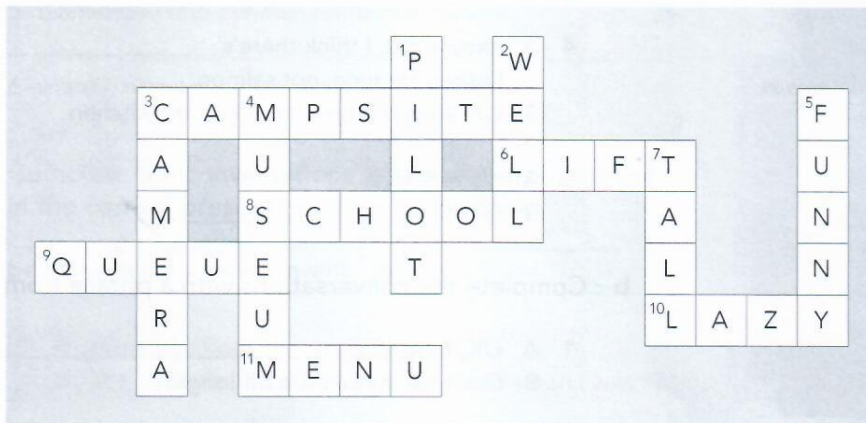 1P 2W
3C A 4M P S I T E 5F
A U L 6L I F 7T U
M 8S C H O O L A N
9Q U E U E T L N
R U 10L A Z Y
A 11M E N U